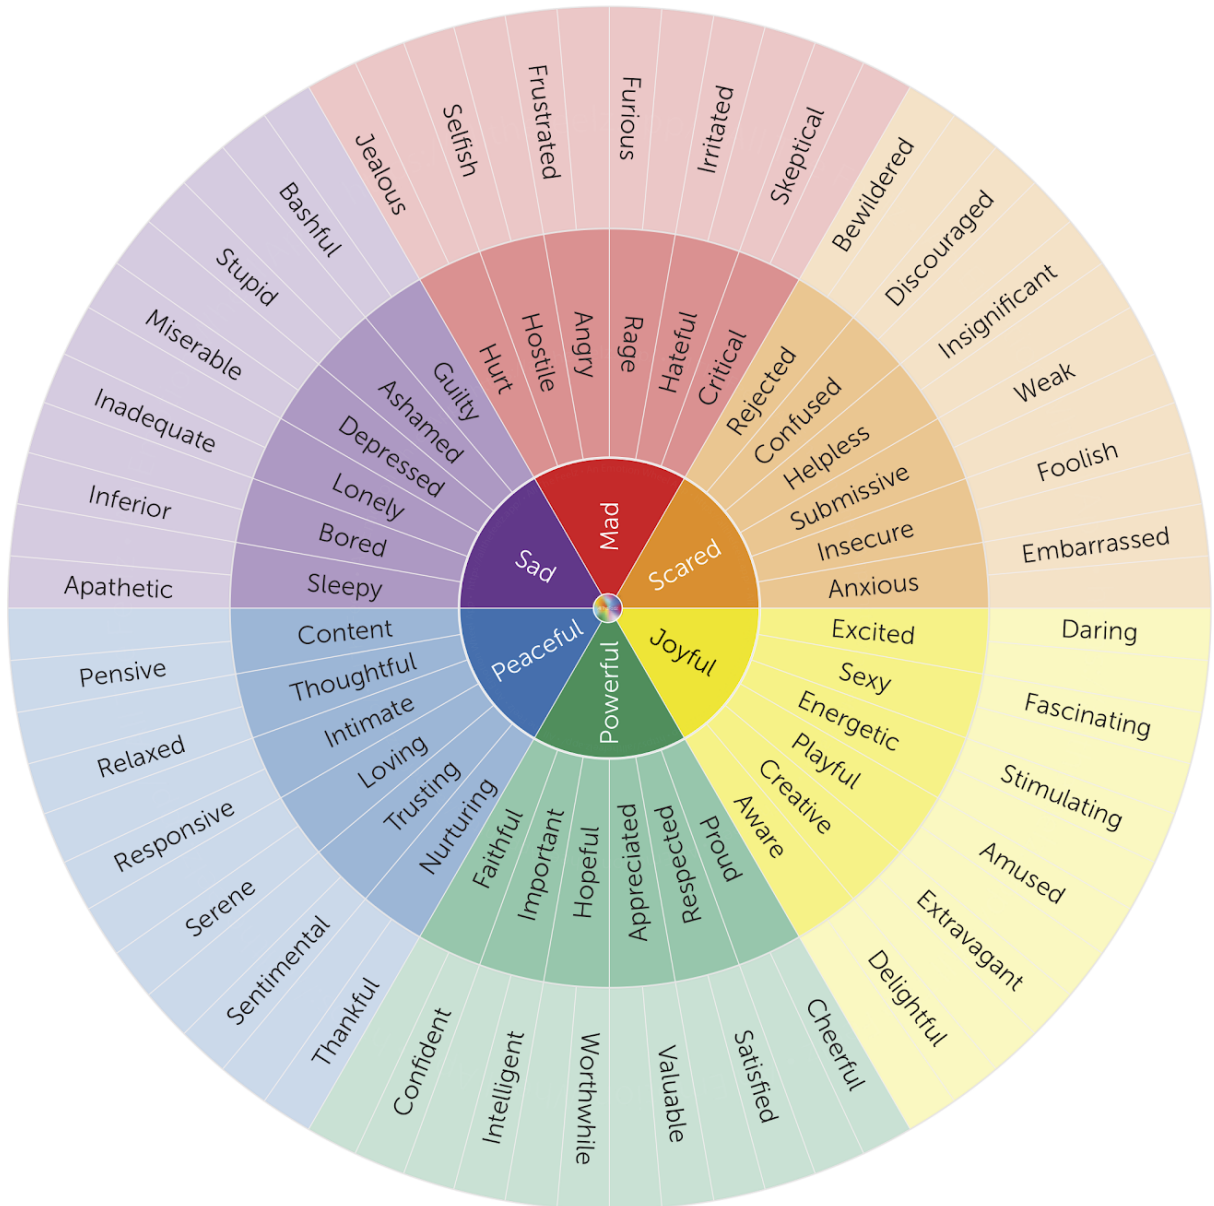 Mad
Scared
Joyful
Powerful
Peaceful
Sad
Hurt
Hostile
Angry
Rage
Hateful
Critical
Rejected
Confused
Helpless
Submissive
Insecure
Anxious
Excited
Sexy
Energetic
Playful
Creative
Aware
Proud
Respected
Appreciated
Hopeful
Important
Faithful
Nurturing
Trusting
Loving
Intimate
Thoughtful
Content
Sleepy
Bored
Lonely
Depressed
Ashamed
Guilty
Jealous
Selfish
Frustrated
Furious
Irritated
Skeptical
Bewildered
Discouraged
Insignificant
Weak
Foolish
Embarrassed
Daring
Fascinating
Stimulating
Amused
Extravagant
Delightful
Cheerful
Satisfied
Valuable
Worthwhile
Intelligent
Confident
Thankful
Sentimental
Serene
Responsive
Relaxed
Pensive
Apathetic
Inferior
Inadequate
Miserable
Stupid
Bashful